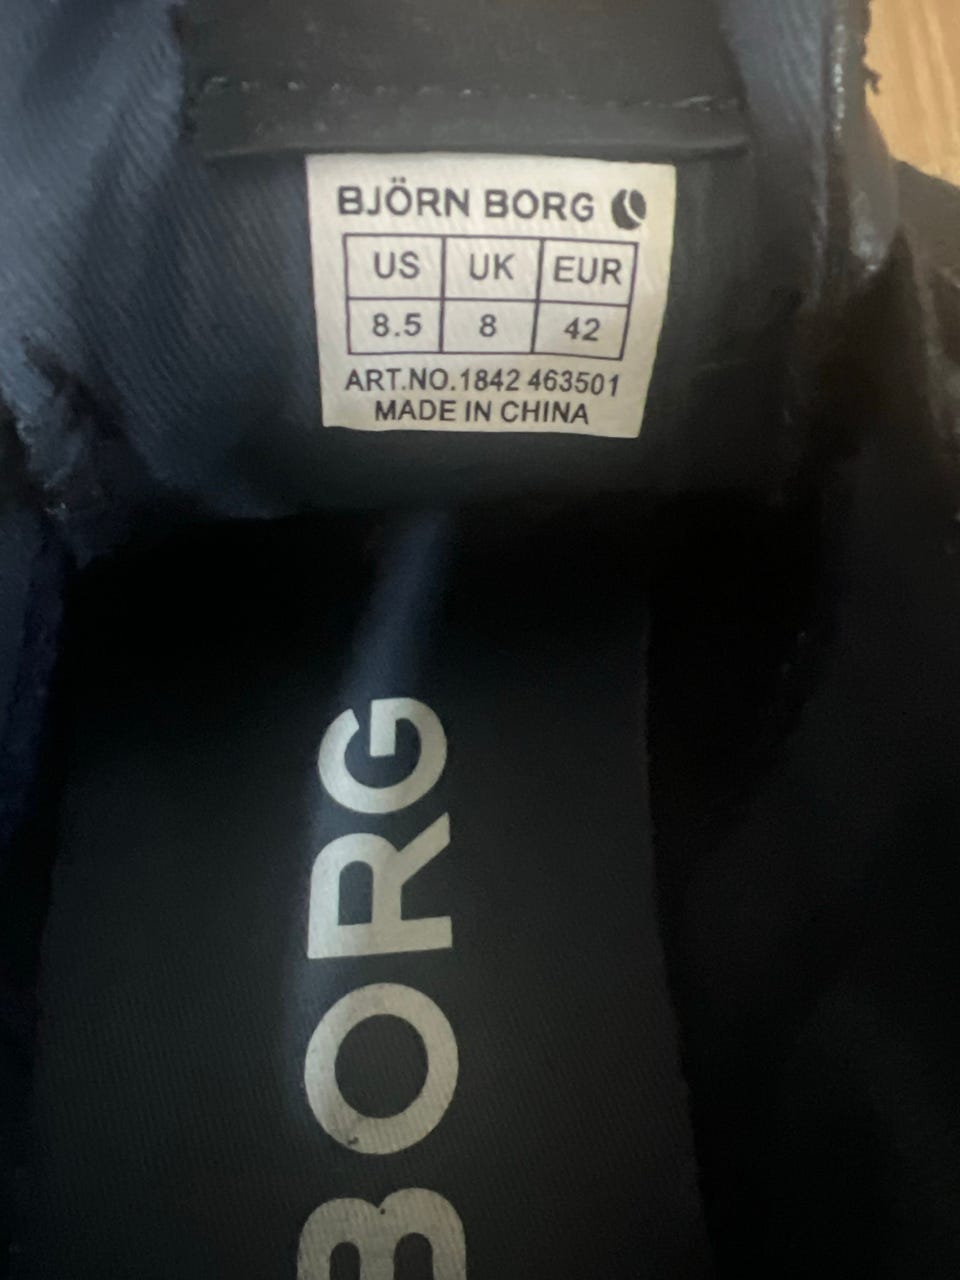 BJÖRN BORG
US UK EUR
8.5 8 42
ART.NO.1842 463501
MADE IN CHINA
BORG